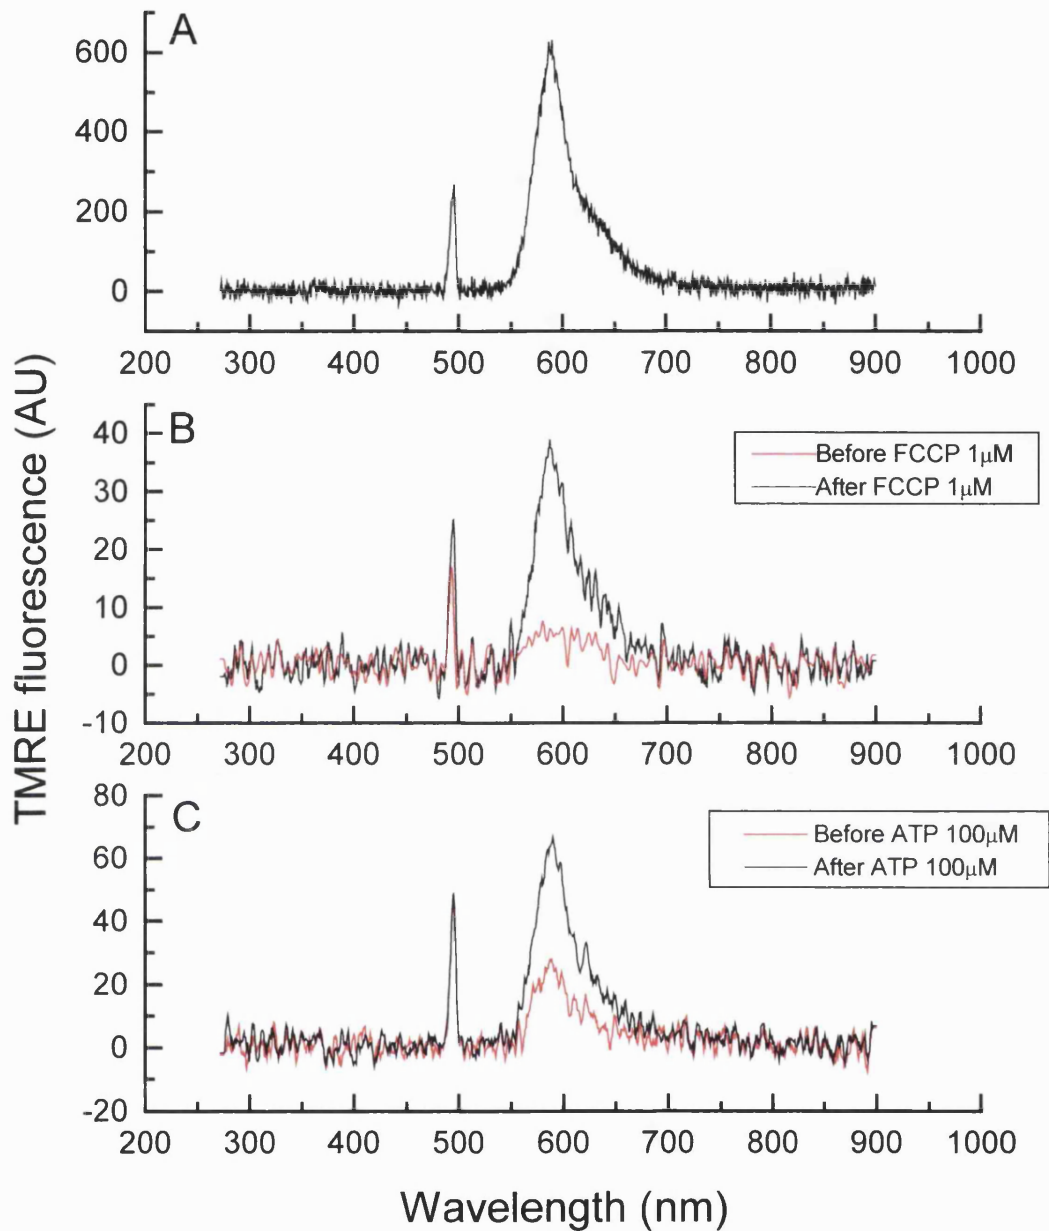 A
600
400
200
0
200 300 400 500 600 700 800 900 1000
TMRE fluorescence (AU)
B
40
30
20
10
0
-10
Before FCCP 1μM
After FCCP 1μM
200 300 400 500 600 700 800 900 1000
C
80
60
40
20
0
-20
Before ATP 100μM
After ATP 100μM
200 300 400 500 600 700 800 900 1000
Wavelength (nm)